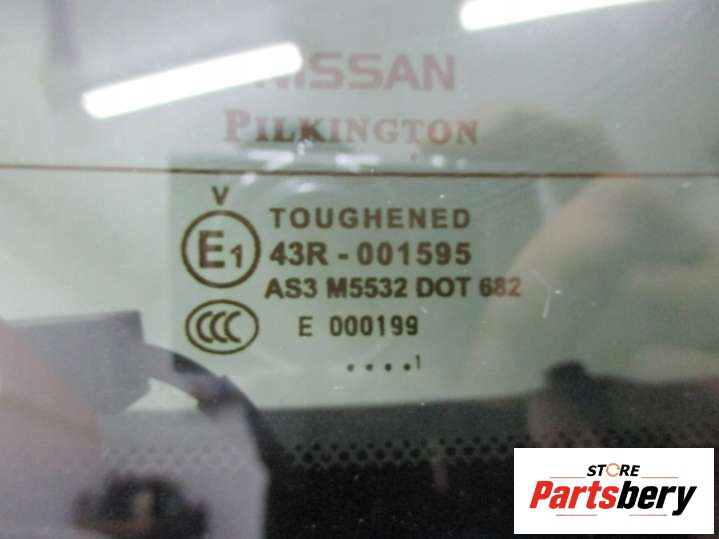 NISSAN
PILKINGTON
V
E1 TOUGHENED
43R - 001595
AS3 M5532 DOT 682
CCC E 000199
....1
STORE
Partsbery